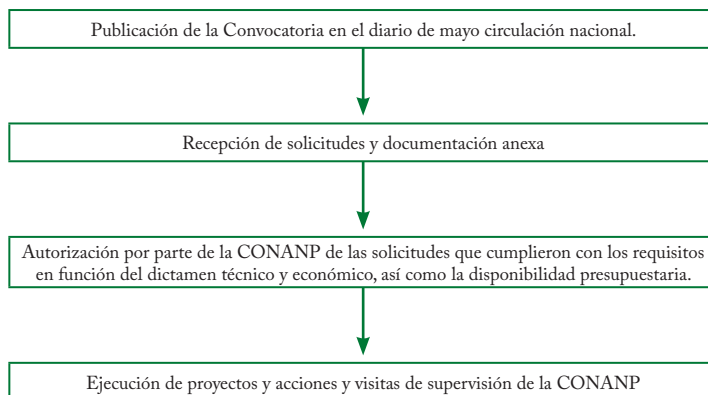 Publicación de la Convocatoria en el diario de mayo circulación nacional.
Recepción de solicitudes y documentación anexa
Autorización por parte de la CONANP de las solicitudes que cumplieron con los requisitos
en función del dictamen técnico y económico, así como la disponibilidad presupuestaria.
Ejecución de proyectos y acciones y visitas de supervisión de la CONANP